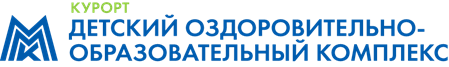 КУРОРТ
ДЕТСКИЙ ОЗДОРОВИТЕЛЬНО-
ОБРАЗОВАТЕЛЬНЫЙ КОМПЛЕКС